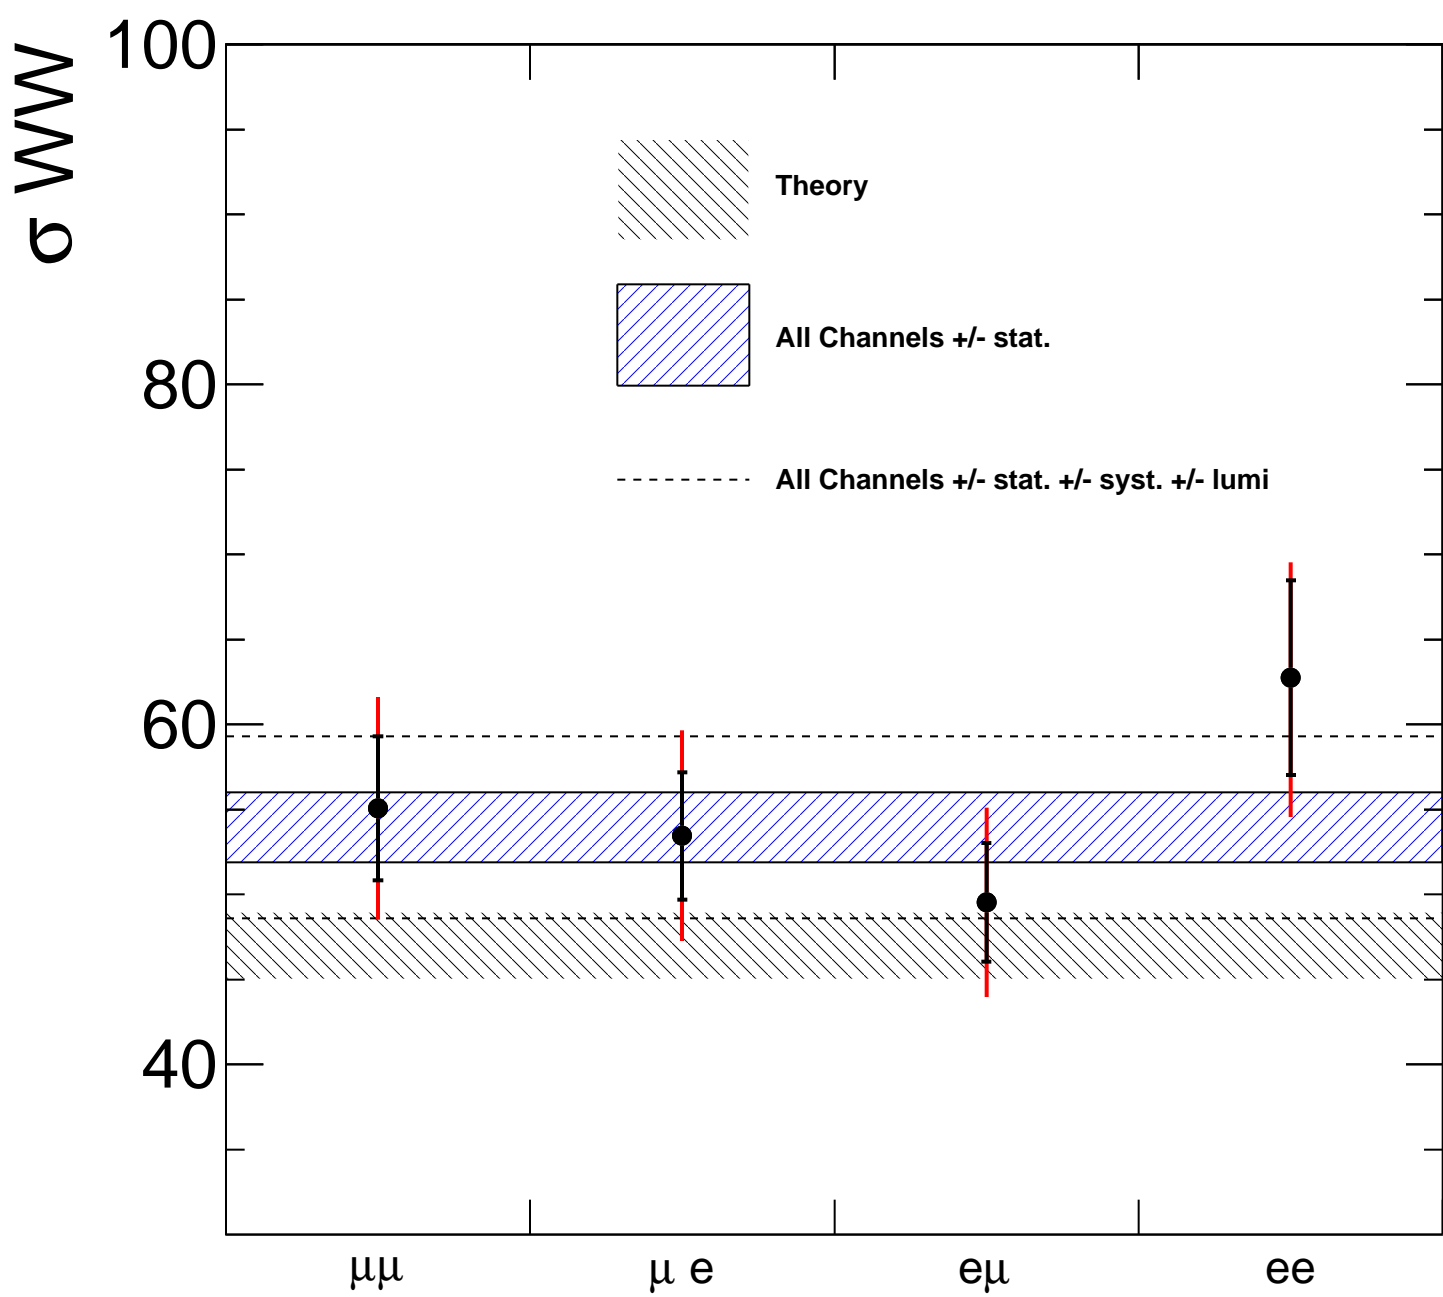 σ WW
100
80
60
40
Theory
All Channels +/- stat.
All Channels +/- stat. +/- syst. +/- lumi
μμ
μ e
eμ
ee